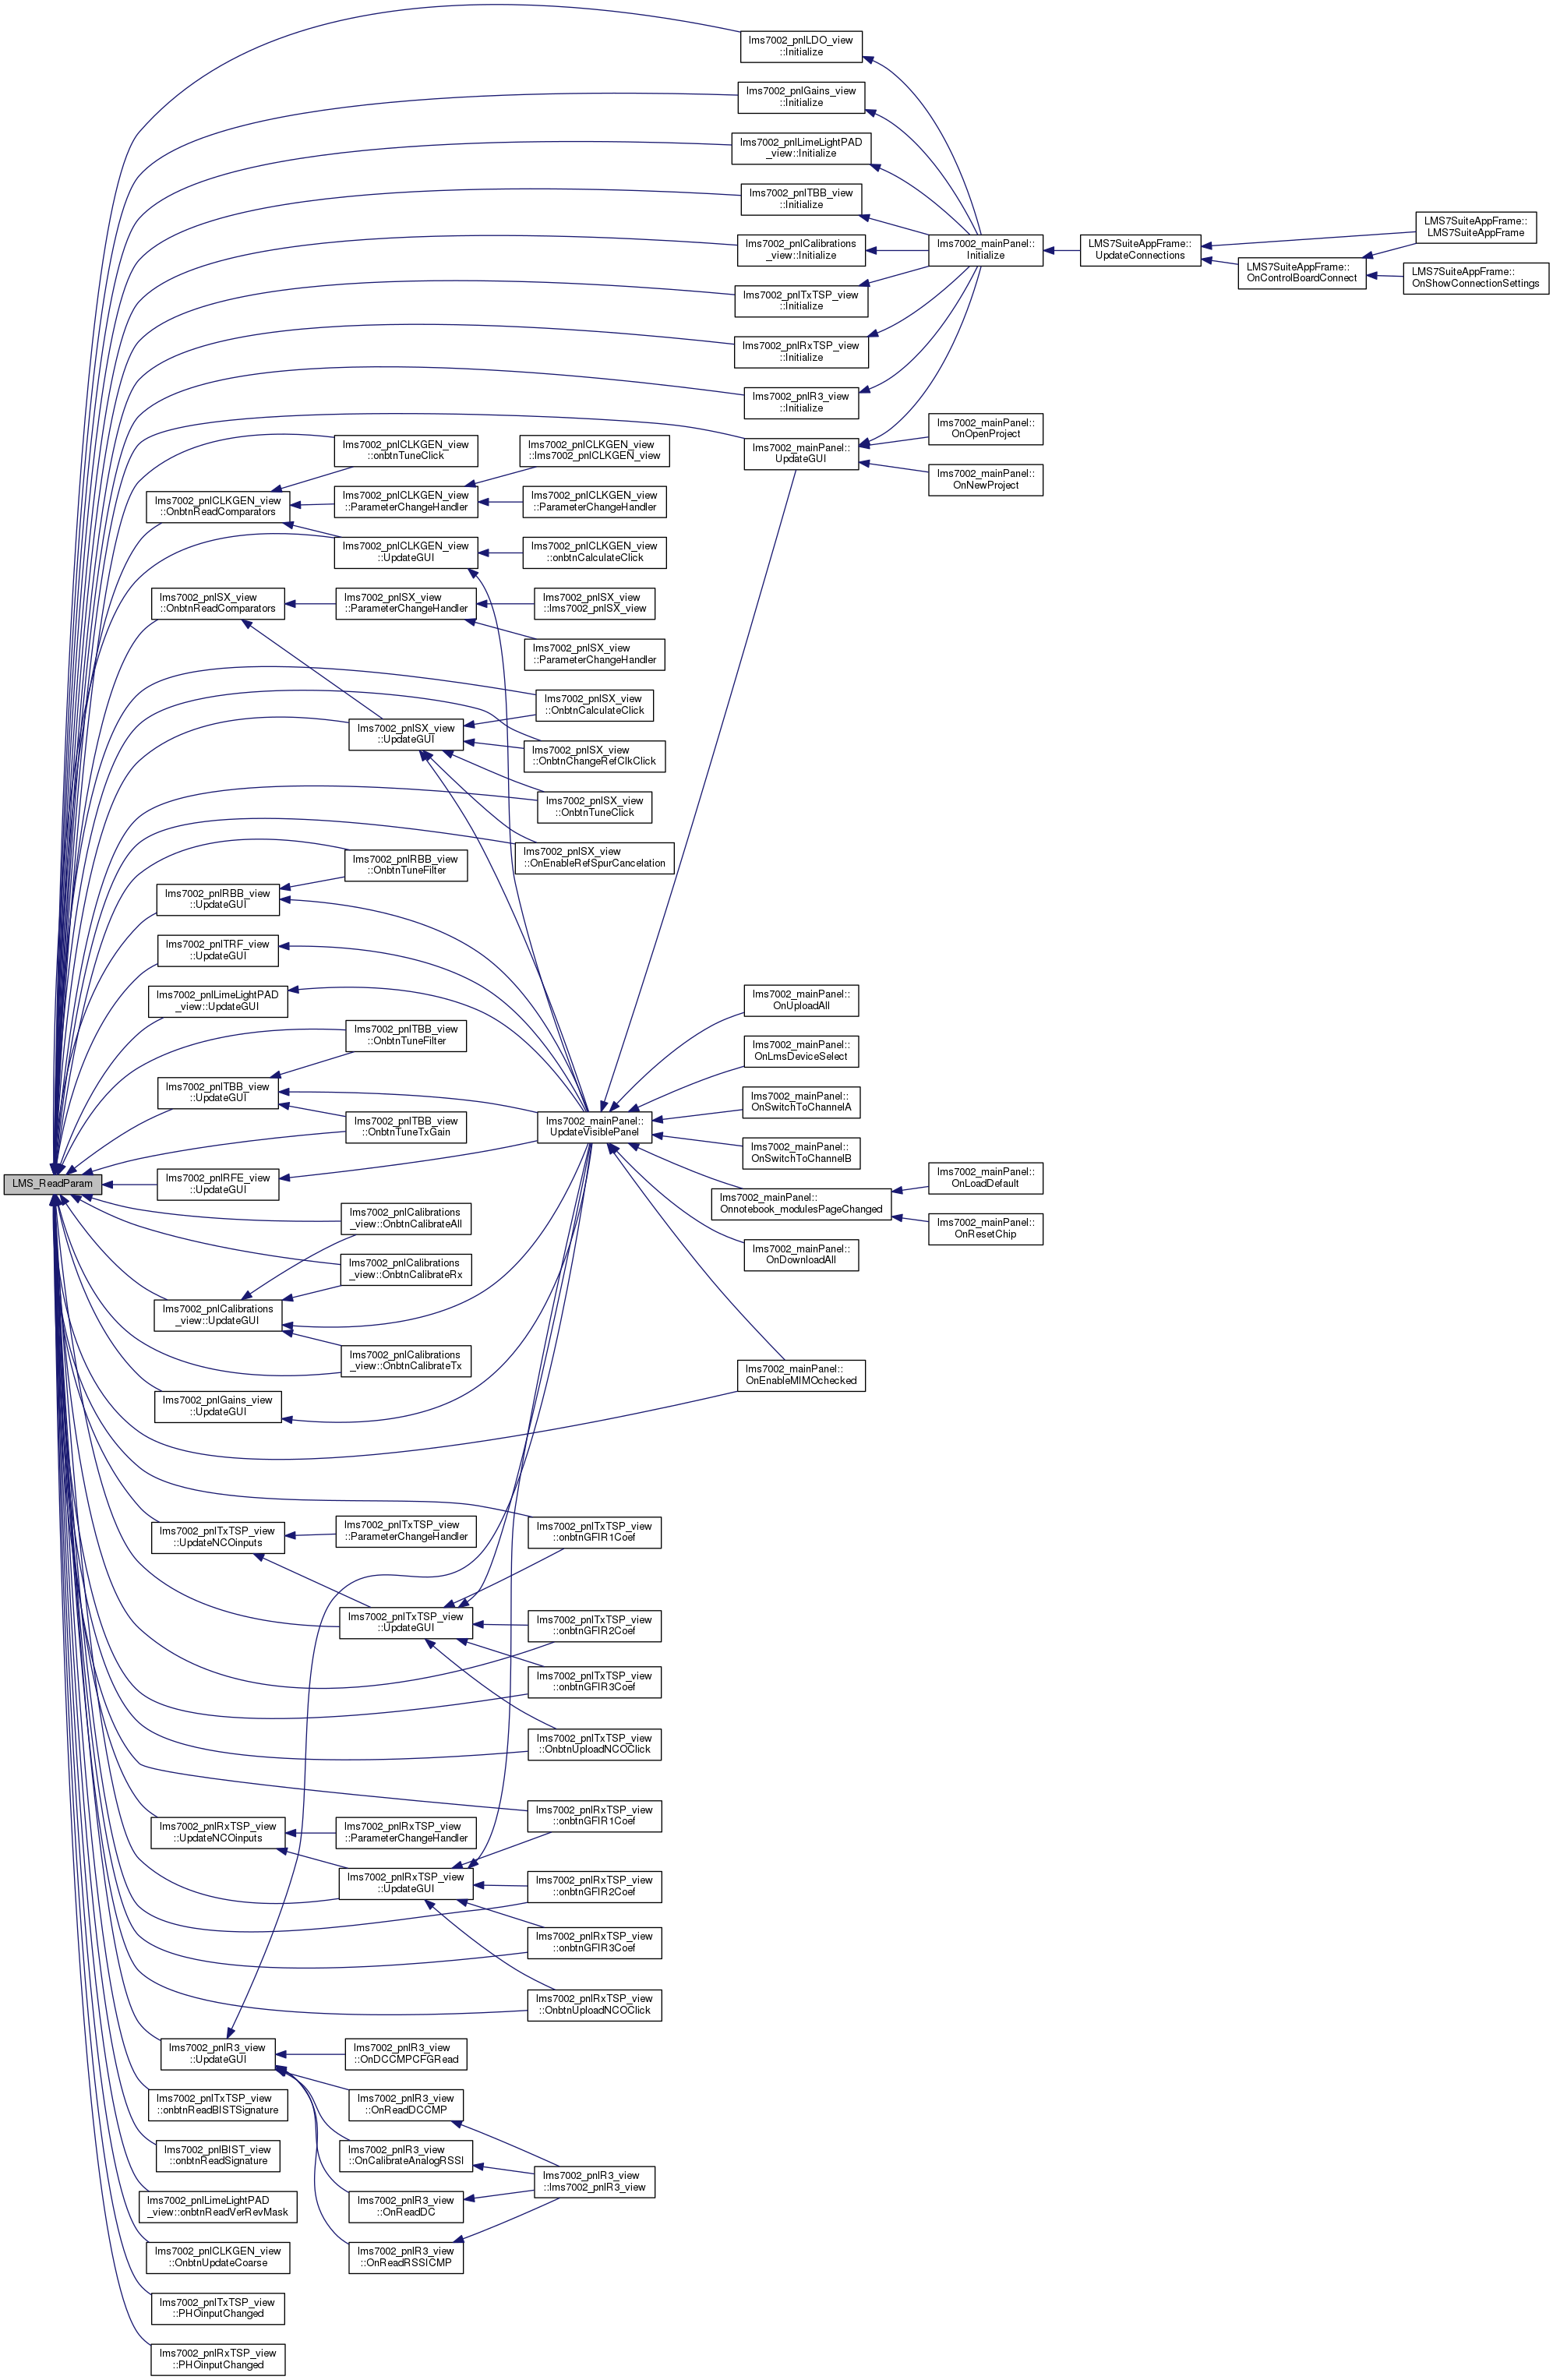 lms7002_pnlLDO_view
::Initialize
lms7002_pnlGains_view
::Initialize
lms7002_pnlLimeLightPAD
_view::Initialize
lms7002_pnlTBB_view
::Initialize
lms7002_pnlCalibrations
_view::Initialize
lms7002_mainPanel::
Initialize
LMS7SuiteAppFrame::
UpdateConnections
LMS7SuiteAppFrame::
LMS7SuiteAppFrame
LMS7SuiteAppFrame::
OnControlBoardConnect
LMS7SuiteAppFrame::
OnShowConnectionSettings
lms7002_pnlTxTSP_view
::Initialize
lms7002_pnlRxTSP_view
::Initialize
lms7002_pnlR3_view
::Initialize
lms7002_mainPanel::
UpdateGUI
lms7002_mainPanel::
OnOpenProject
lms7002_mainPanel::
OnNewProject
lms7002_pnlCLKGEN_view
::onbtnTuneClick
lms7002_pnlCLKGEN_view
::lms7002_pnlCLKGEN_view
lms7002_pnlCLKGEN_view
::OnbtnReadComparators
lms7002_pnlCLKGEN_view
::ParameterChangeHandler
lms7002_pnlCLKGEN_view
::ParameterChangeHandler
lms7002_pnlCLKGEN_view
::UpdateGUI
lms7002_pnlCLKGEN_view
::onbtnCalculateClick
lms7002_pnlSX_view
::OnbtnReadComparators
lms7002_pnlSX_view
::ParameterChangeHandler
lms7002_pnlSX_view
::lms7002_pnlSX_view
lms7002_pnlSX_view
::ParameterChangeHandler
lms7002_pnlSX_view
::OnbtnCalculateClick
lms7002_pnlSX_view
::UpdateGUI
lms7002_pnlSX_view
::OnbtnChangeRefClkClick
lms7002_pnlSX_view
::OnbtnTuneClick
lms7002_pnlSX_view
::OnEnableRefSpurCancelation
lms7002_pnlRBB_view
::OnbtnTuneFilter
lms7002_pnlRBB_view
::UpdateGUI
lms7002_pnlTRF_view
::UpdateGUI
lms7002_pnlLimeLightPAD
_view::UpdateGUI
lms7002_pnlTBB_view
::OnbtnTuneFilter
lms7002_pnlTBB_view
::UpdateGUI
lms7002_pnlTBB_view
::OnbtnTuneTxGain
lms7002_mainPanel::
UpdateVisiblePanel
lms7002_mainPanel::
OnUploadAll
lms7002_mainPanel::
OnLmsDeviceSelect
lms7002_mainPanel::
OnSwitchToChannelA
lms7002_mainPanel::
OnSwitchToChannelB
lms7002_mainPanel::
Onnotebook_modulesPageChanged
lms7002_mainPanel::
OnLoadDefault
lms7002_mainPanel::
OnResetChip
lms7002_mainPanel::
OnDownloadAll
LMS_ReadParam
lms7002_pnlRFE_view
::UpdateGUI
lms7002_pnlCalibrations
_view::OnbtnCalibrateAll
lms7002_pnlCalibrations
_view::OnbtnCalibrateRx
lms7002_pnlCalibrations
_view::UpdateGUI
lms7002_pnlCalibrations
_view::OnbtnCalibrateTx
lms7002_mainPanel::
OnEnableMIMOchecked
lms7002_pnlGains_view
::UpdateGUI
lms7002_pnlTxTSP_view
::UpdateNCOinputs
lms7002_pnlTxTSP_view
::ParameterChangeHandler
lms7002_pnlTxTSP_view
::onbtnGFIR1Coef
lms7002_pnlTxTSP_view
::UpdateGUI
lms7002_pnlTxTSP_view
::onbtnGFIR2Coef
lms7002_pnlTxTSP_view
::onbtnGFIR3Coef
lms7002_pnlTxTSP_view
::OnbtnUploadNCOClick
lms7002_pnlRxTSP_view
::UpdateNCOinputs
lms7002_pnlRxTSP_view
::ParameterChangeHandler
lms7002_pnlRxTSP_view
::onbtnGFIR1Coef
lms7002_pnlRxTSP_view
::UpdateGUI
lms7002_pnlRxTSP_view
::onbtnGFIR2Coef
lms7002_pnlRxTSP_view
::onbtnGFIR3Coef
lms7002_pnlRxTSP_view
::OnbtnUploadNCOClick
lms7002_pnlR3_view
::UpdateGUI
lms7002_pnlR3_view
::OnDCCMPCFGRead
lms7002_pnlR3_view
::OnReadDCCMP
lms7002_pnlR3_view
::OnCalibrateAnalogRSSI
lms7002_pnlR3_view
::OnReadDC
lms7002_pnlR3_view
::OnReadRSSICMP
lms7002_pnlR3_view
::lms7002_pnlR3_view
lms7002_pnlTxTSP_view
::onbtnReadBISTSignature
lms7002_pnlBIST_view
::onbtnReadSignature
lms7002_pnlLimeLightPAD
_view::onbtnReadVerRevMask
lms7002_pnlCLKGEN_view
::OnbtnUpdateCoarse
lms7002_pnlTxTSP_view
::PHOinputChanged
lms7002_pnlRxTSP_view
::PHOinputChanged